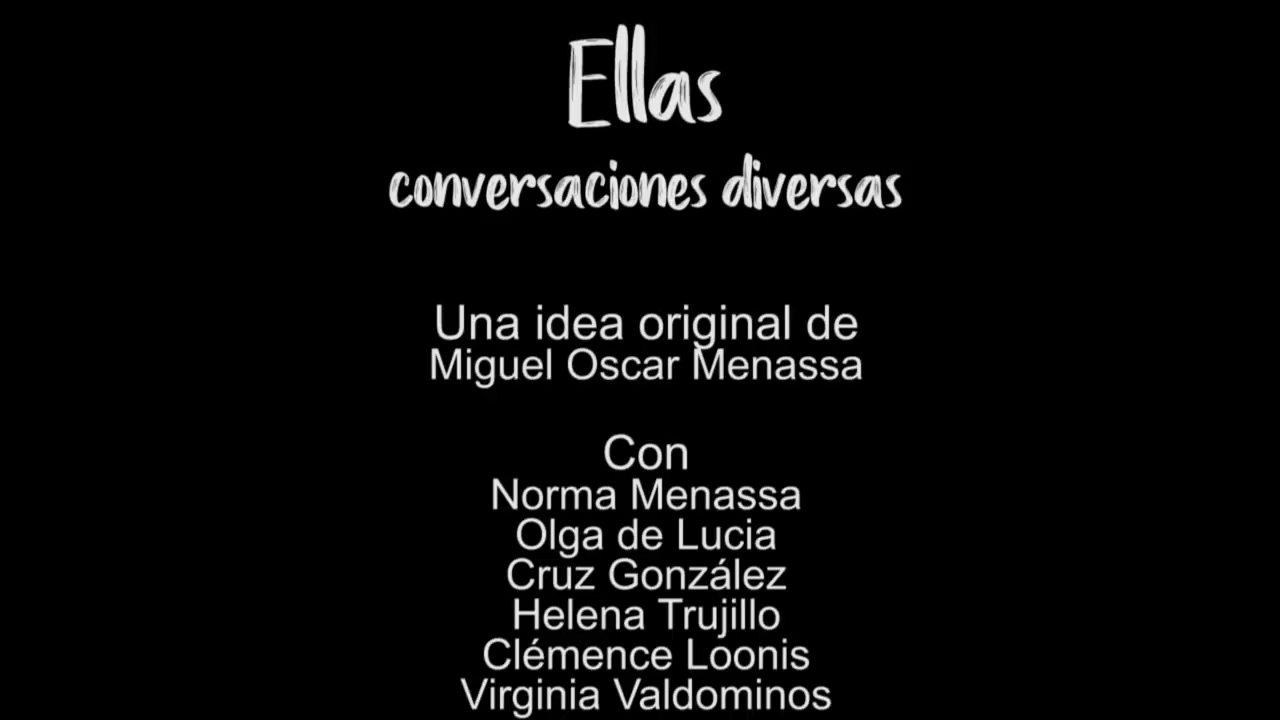 Ellas
conversaciones diversas
Una idea original de
Miguel Oscar Menassa
Con
Norma Menassa
Olga de Lucia
Cruz González
Helena Trujillo
Clémence Loonis
Virginia Valdominos